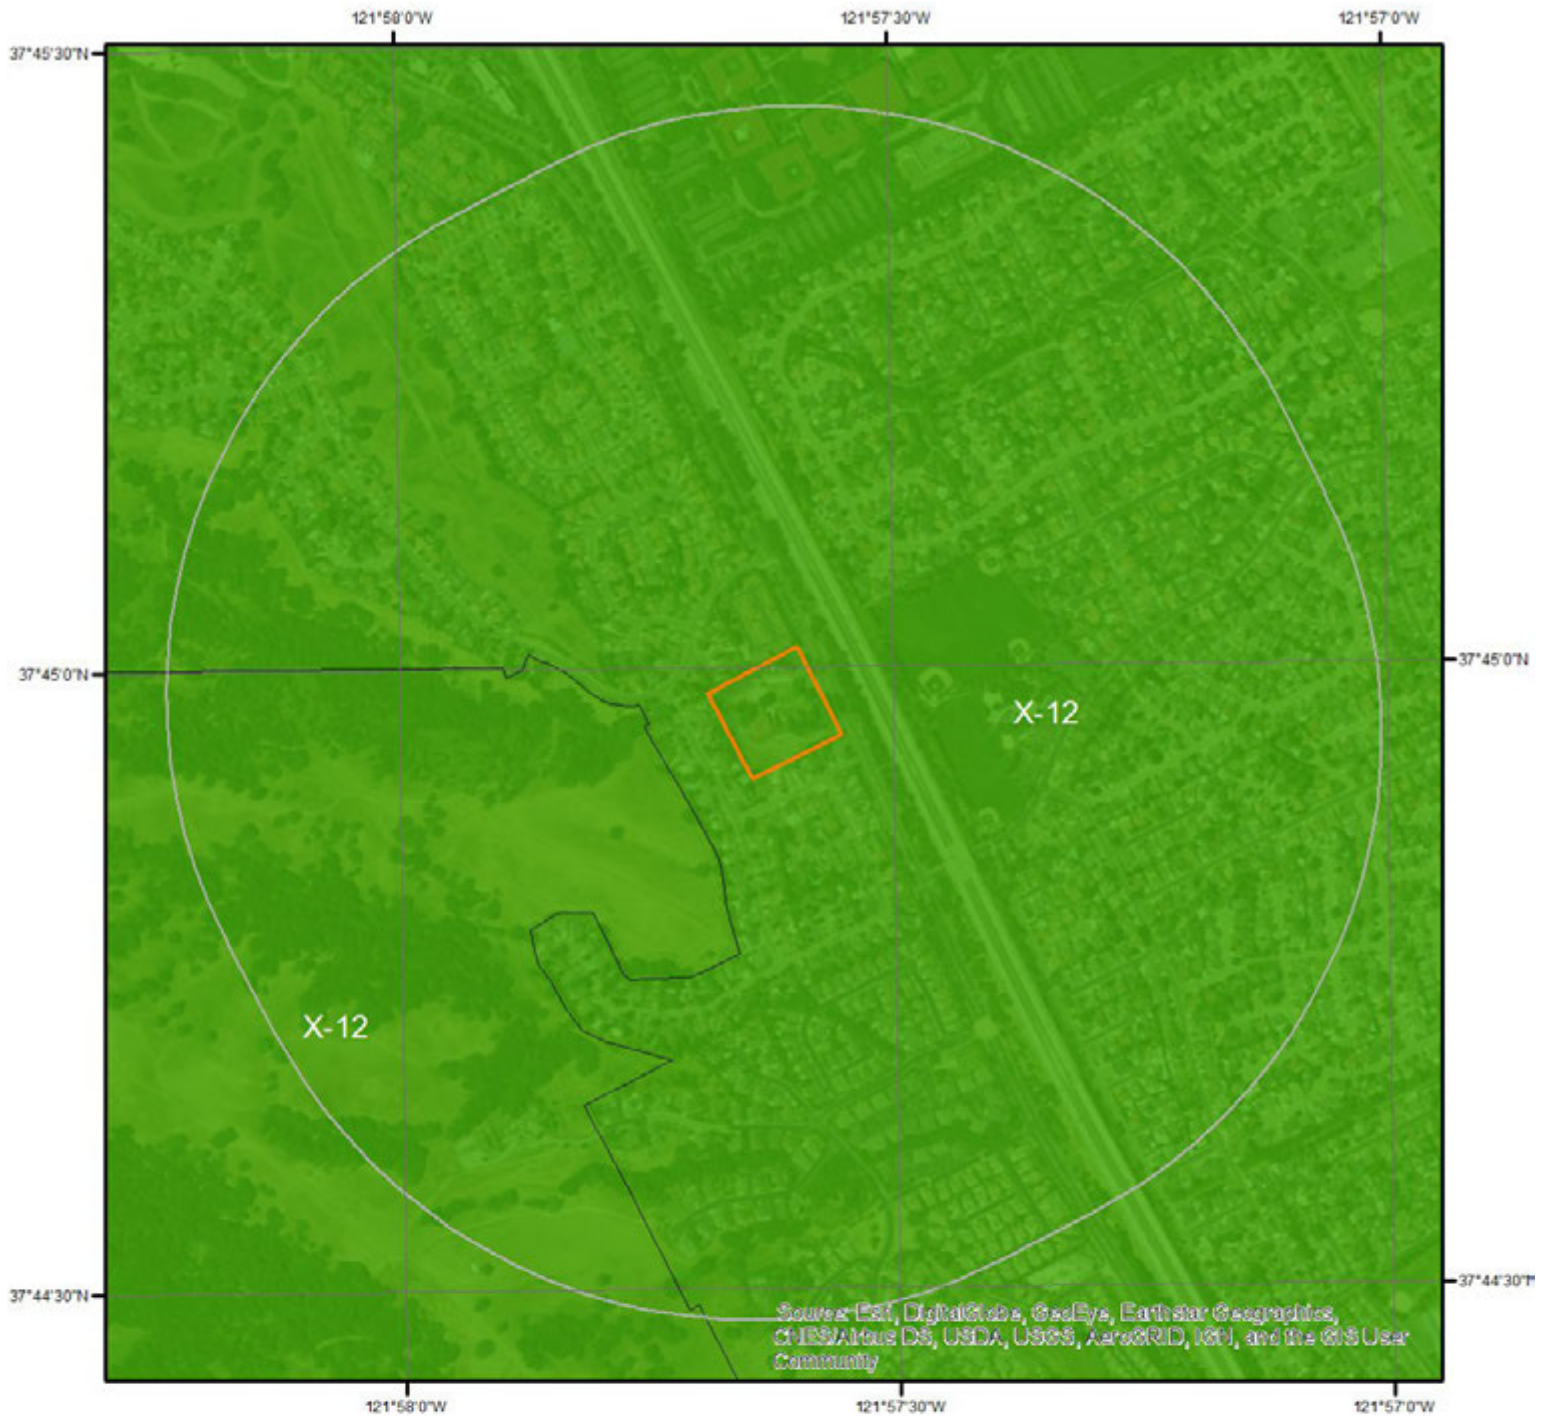 121°58'0"W 121°57'30"W 121°57'0"W
37°45'30"N
37°45'0"N 37°45'0"N
X-12
X-12
37°44'30"N 37°44'30"
Source: Esri, DigitalGlobe, GeoEye, Earthstar Geographics,
CNES/Airbus DS, USDA, USGS, AeroGRID, IGN, and the GIS User
Community
121°58'0"W 121°57'30"W 121°57'0"W